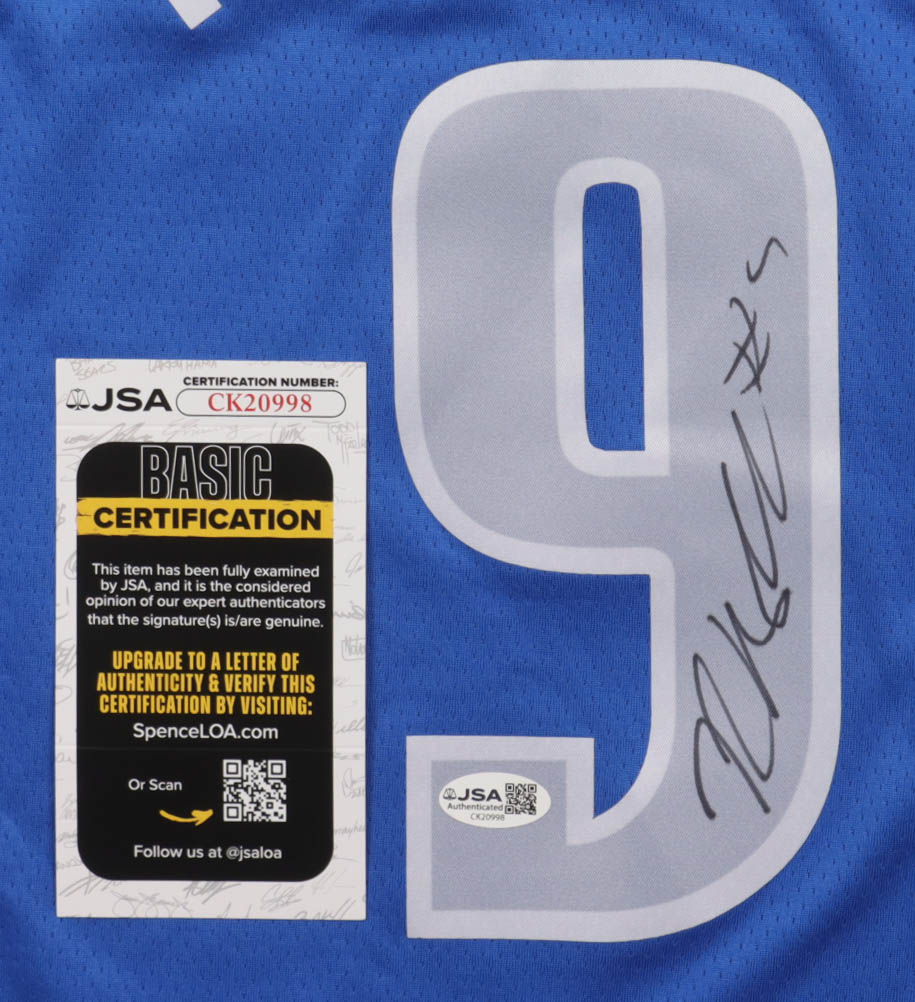 9
#9
CERTIFICATION NUMBER:
JSA CK20998
BASIC
CERTIFICATION
This item has been fully examined
by JSA, and it is the considered
opinion of our expert authenticators
that the signature(s) is/are genuine.
UPGRADE TO A LETTER OF
AUTHENTICITY & VERIFY THIS
CERTIFICATION BY VISITING:
SpenceLOA.com
Or Scan
Follow us at @jsaloa
JSA
Authenticated
CK20998